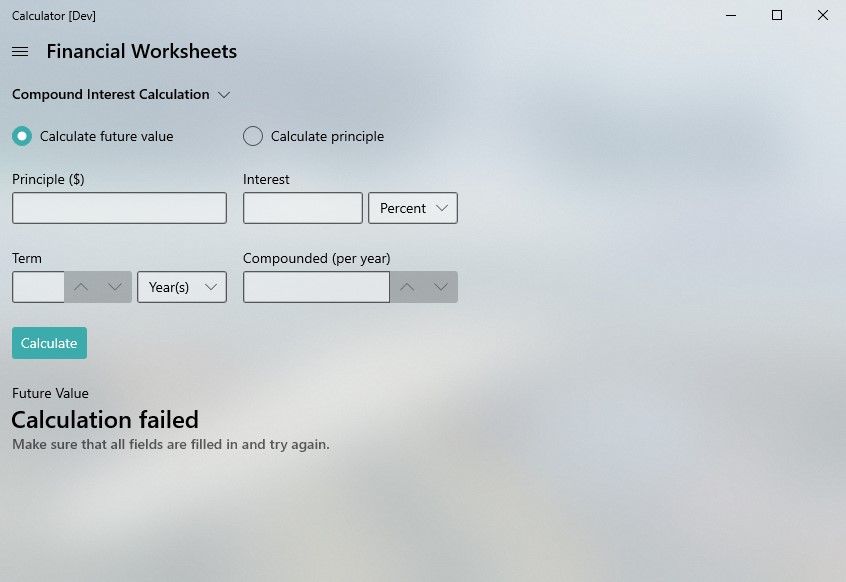 Calculator [Dev]
Financial Worksheets
Compound Interest Calculation
Calculate future value
Calculate principle
Principle ($)
Interest
Percent
Term
Compounded (per year)
Year(s)
Calculate
Future Value
Calculation failed
Make sure that all fields are filled in and try again.